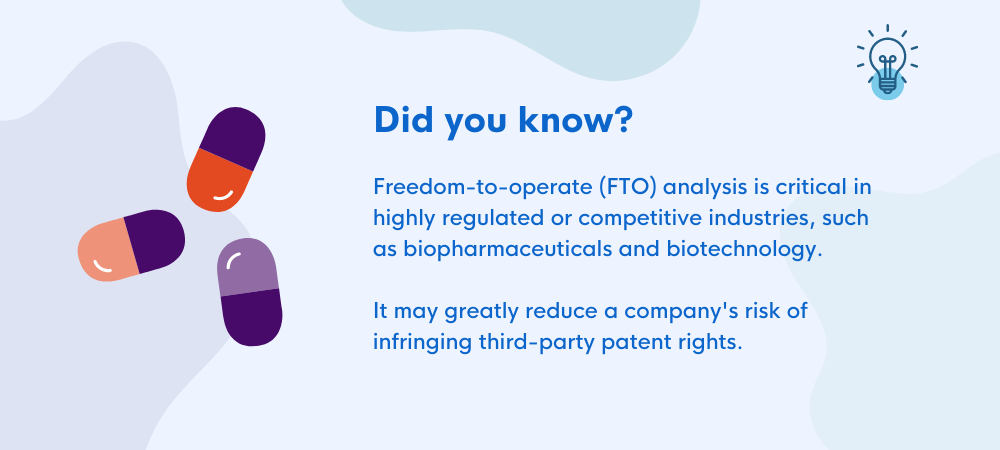 Did you know?
Freedom-to-operate (FTO) analysis is critical in
highly regulated or competitive industries, such
as biopharmaceuticals and biotechnology.
It may greatly reduce a company's risk of
infringing third-party patent rights.